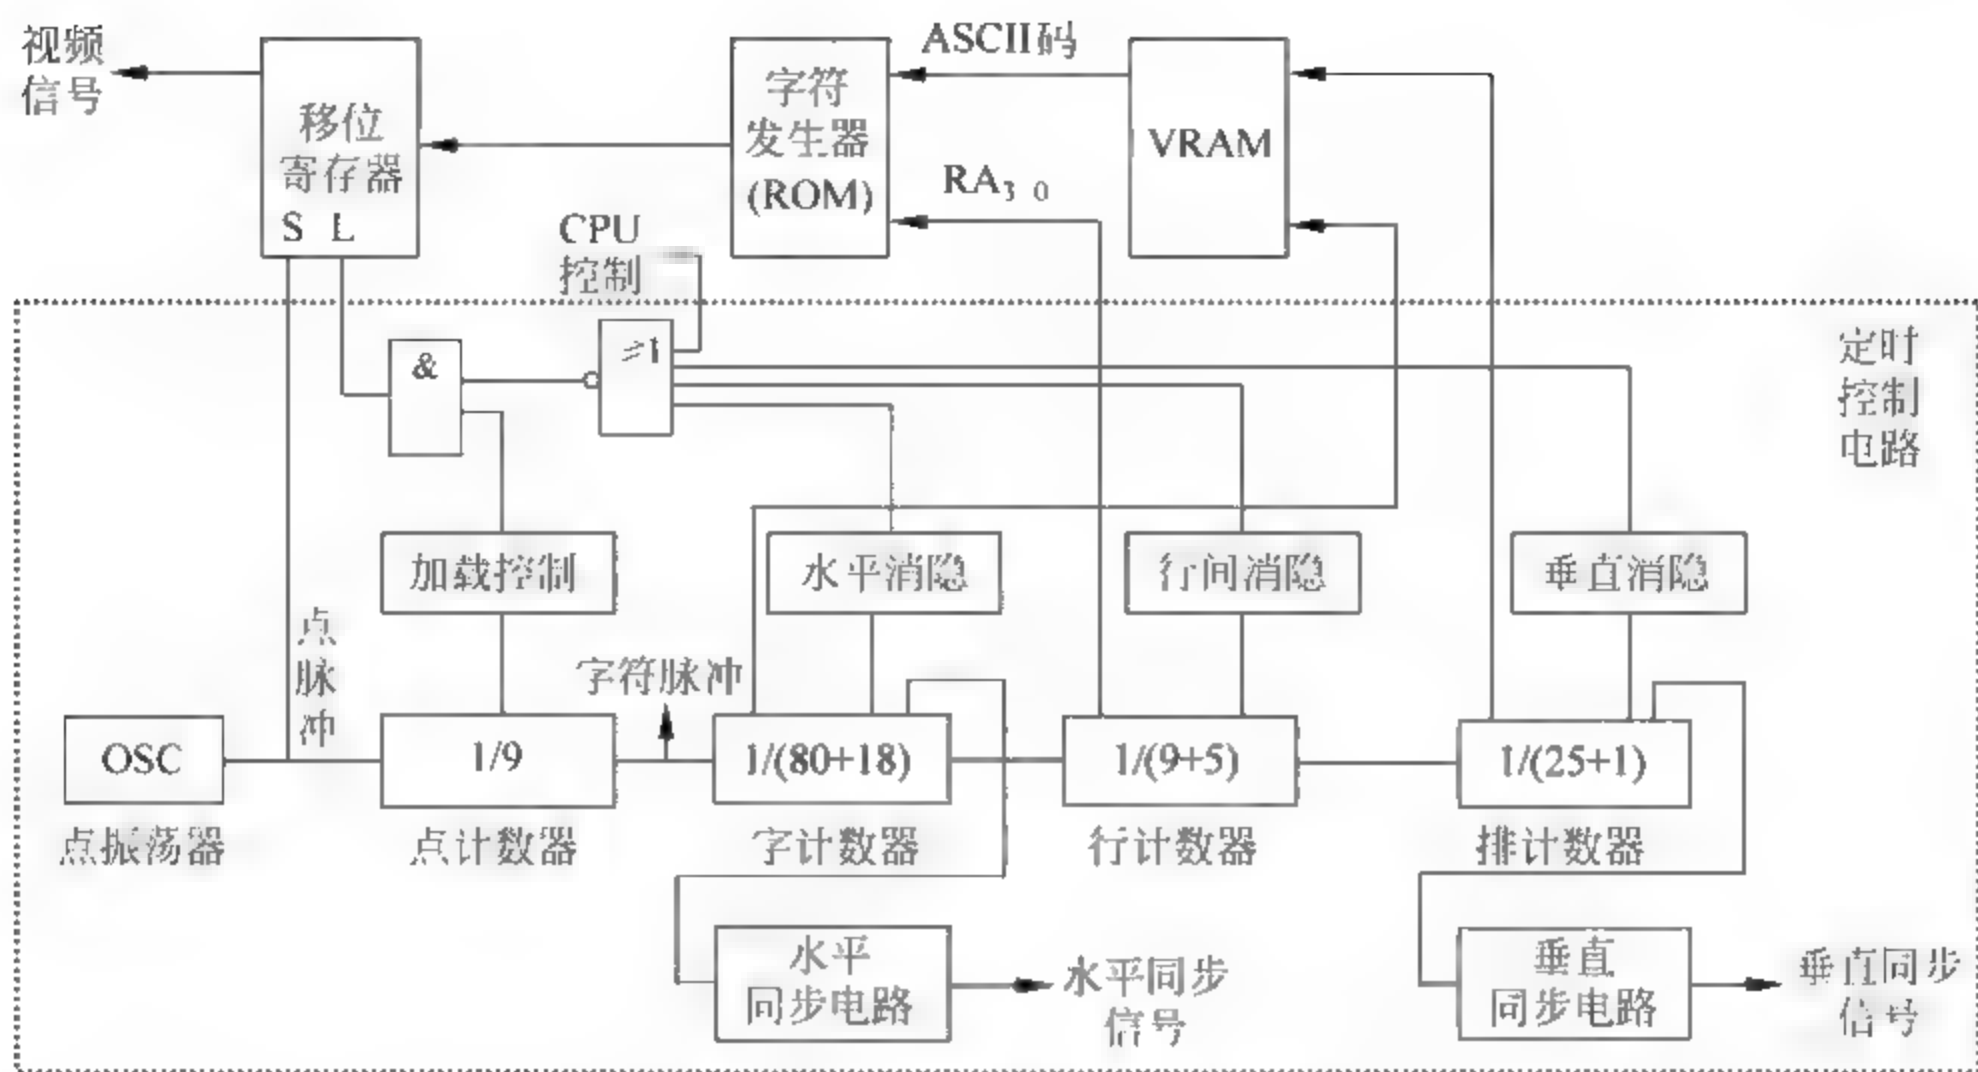 视频
信号
移位
寄存器
S L
字符
发生器
(ROM)
ASCII码
RA3 0
VRAM
CPU
控制
&
≥1
定时
控制
电路
加载控制
水平消隐
行间消隐
垂直消隐
点
脉
冲
字符脉冲
OSC
1/9
1/(80+18)
1/(9+5)
1/(25+1)
点振荡器
点计数器
字计数器
行计数器
排计数器
水平
同步电路
水平同步
信号
垂直
同步电路
垂直同步
信号